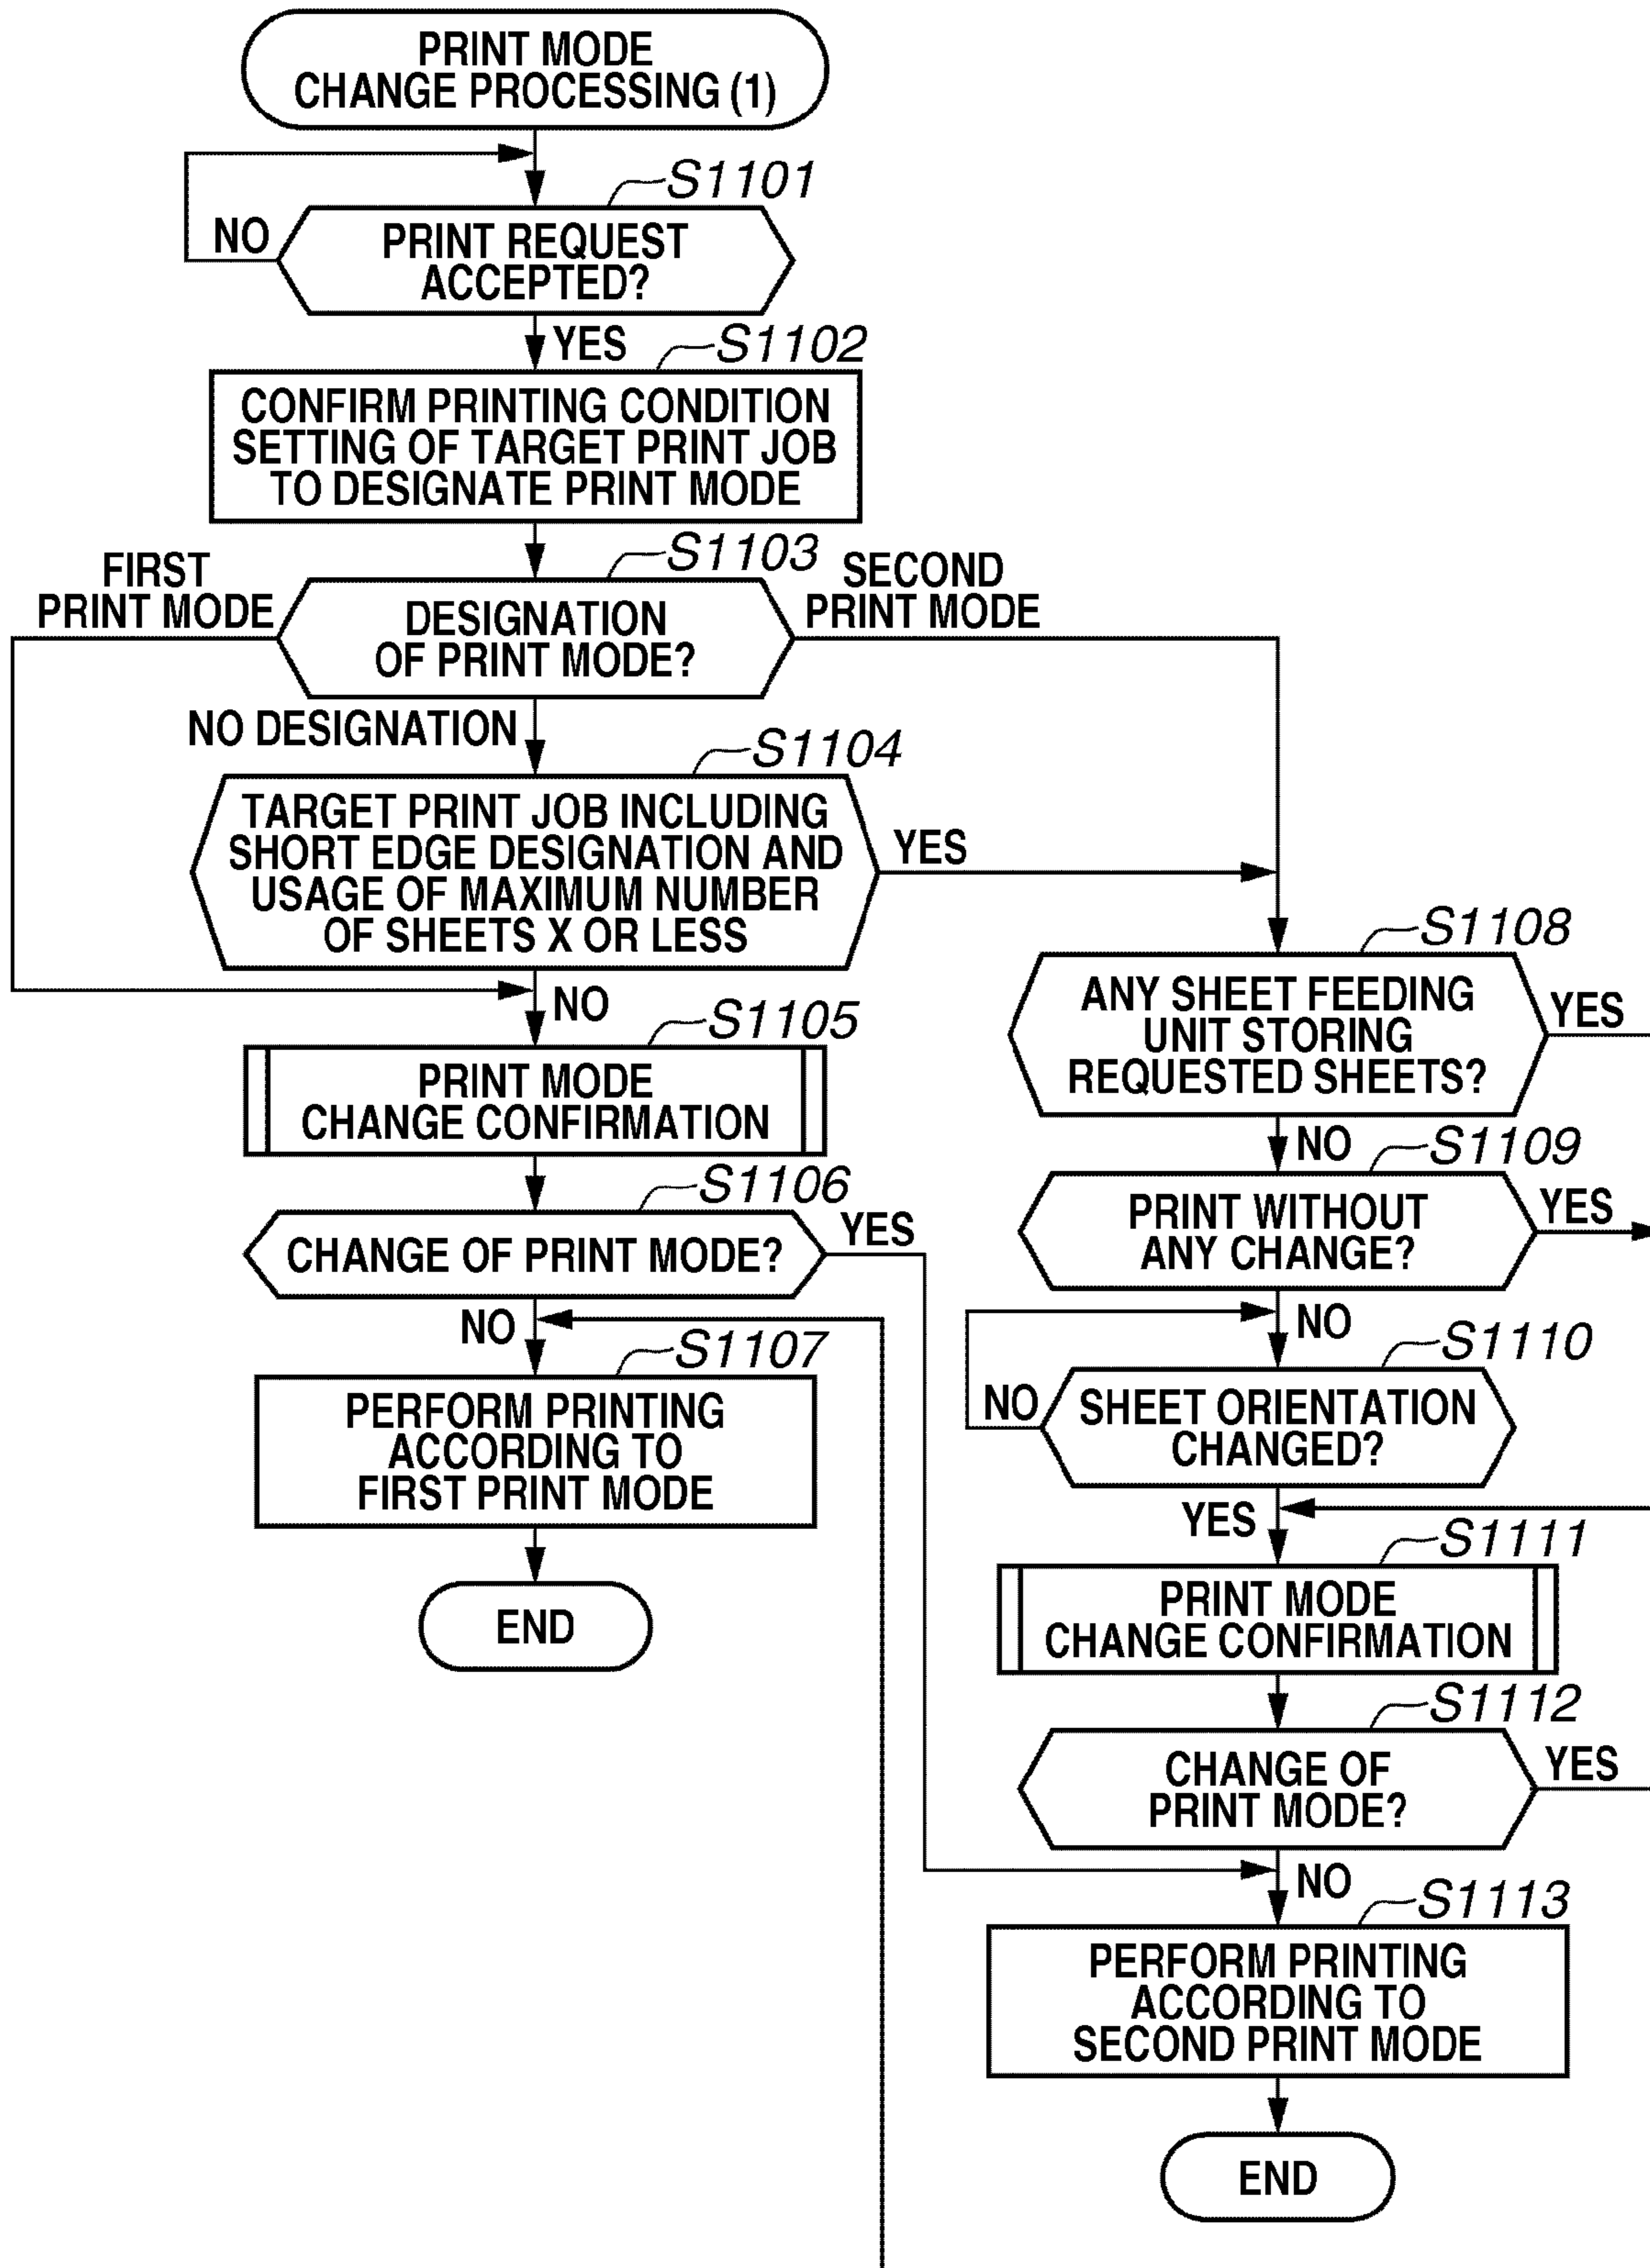 PRINT MODE
CHANGE PROCESSING (1)
S1101
NO
PRINT REQUEST
ACCEPTED?
YES
S1102
CONFIRM PRINTING CONDITION
SETTING OF TARGET PRINT JOB
TO DESIGNATE PRINT MODE
S1103
FIRST
PRINT MODE
SECOND
PRINT MODE
DESIGNATION
OF PRINT MODE?
NO DESIGNATION
S1104
TARGET PRINT JOB INCLUDING
SHORT EDGE DESIGNATION AND
USAGE OF MAXIMUM NUMBER
OF SHEETS X OR LESS
YES
NO
S1105
PRINT MODE
CHANGE CONFIRMATION
S1106
CHANGE OF PRINT MODE?
YES
NO
S1107
PERFORM PRINTING
ACCORDING TO
FIRST PRINT MODE
END
S1108
ANY SHEET FEEDING
UNIT STORING
REQUESTED SHEETS?
YES
NO
S1109
PRINT WITHOUT
ANY CHANGE?
YES
NO
S1110
NO
SHEET ORIENTATION
CHANGED?
YES
S1111
PRINT MODE
CHANGE CONFIRMATION
S1112
CHANGE OF
PRINT MODE?
YES
NO
S1113
PERFORM PRINTING
ACCORDING TO
SECOND PRINT MODE
END